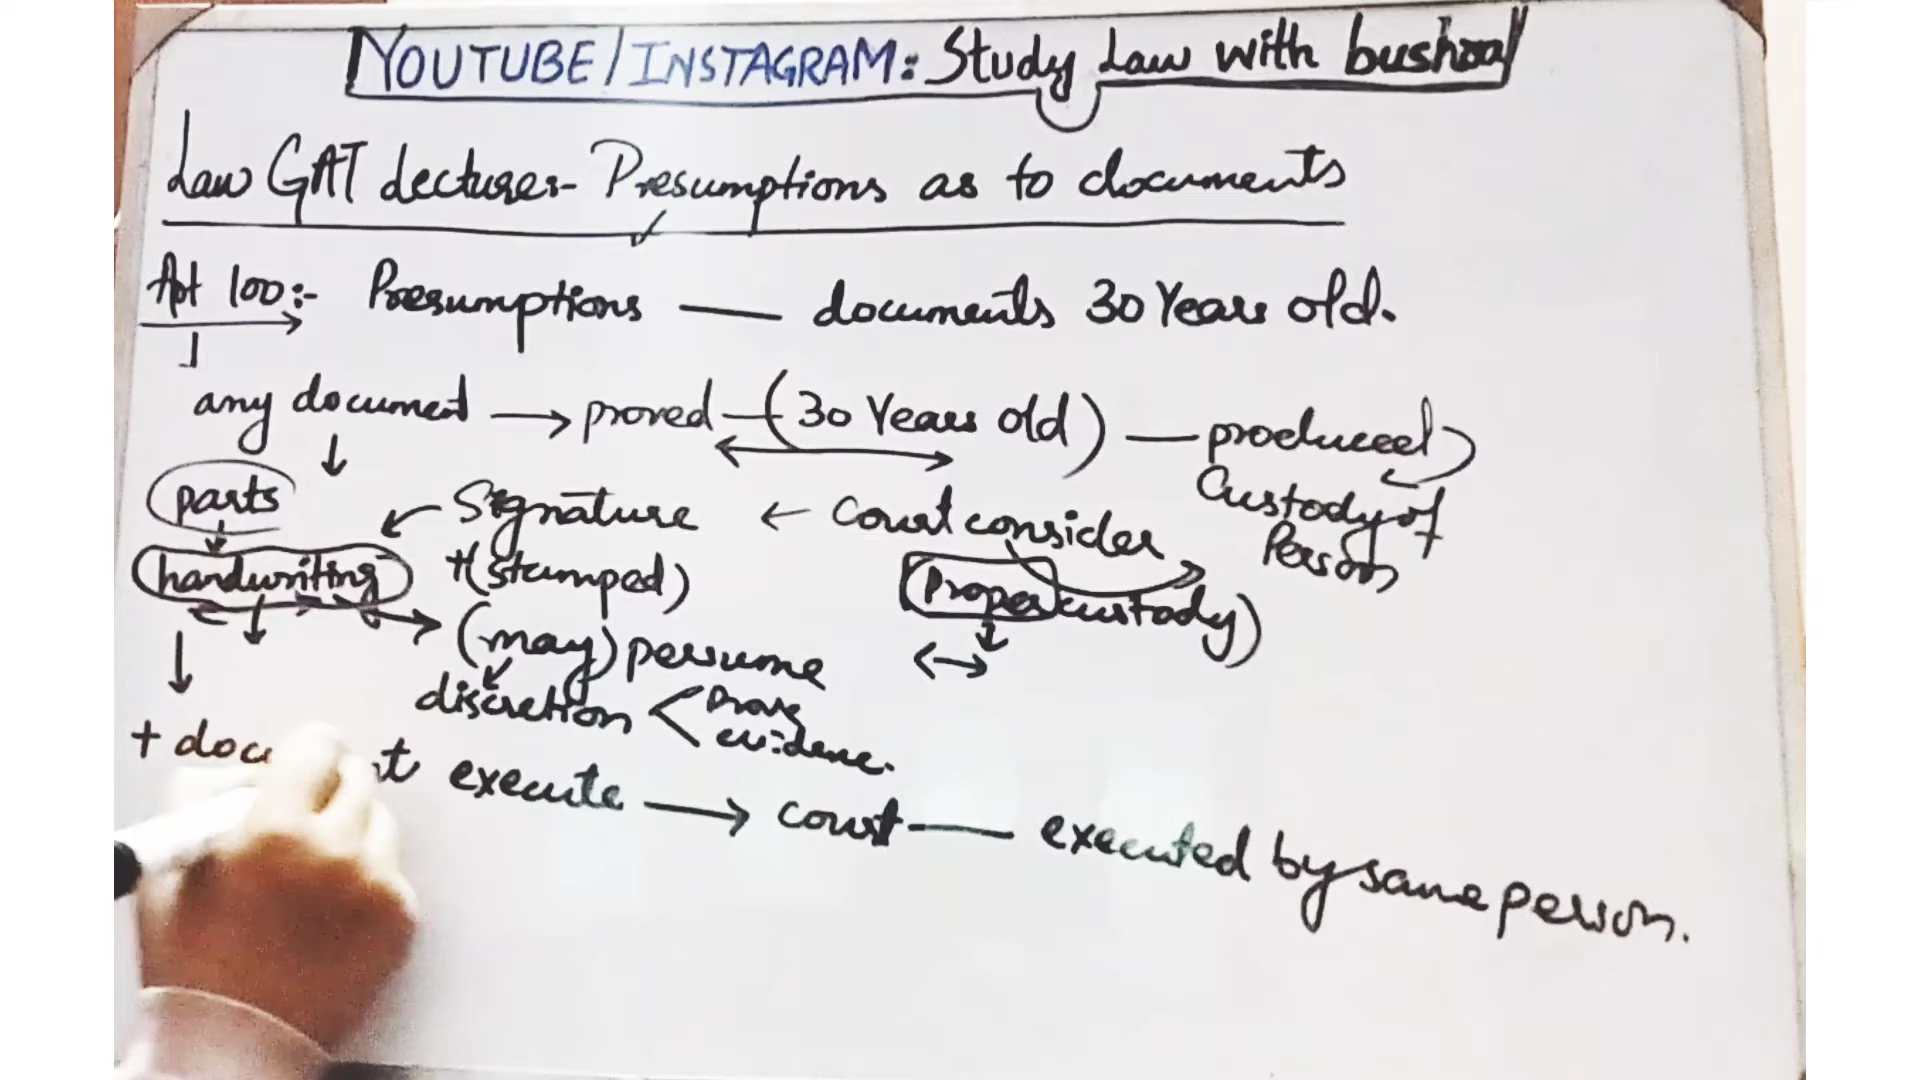 YOUTUBE/INSTAGRAM: Study Law with bushra
Law GAT lectures- Presumptions as to documents
Art 100:- Presumptions — documents 30 Years old.
any document → proved — (30 Years old) — produced
parts
Signature ← Court consider
Custody of
Person
handwriting
+(stamped)
Proper custody)
(may) persume
discretion
prove
evidence.
+ execute → court — executed by same person.